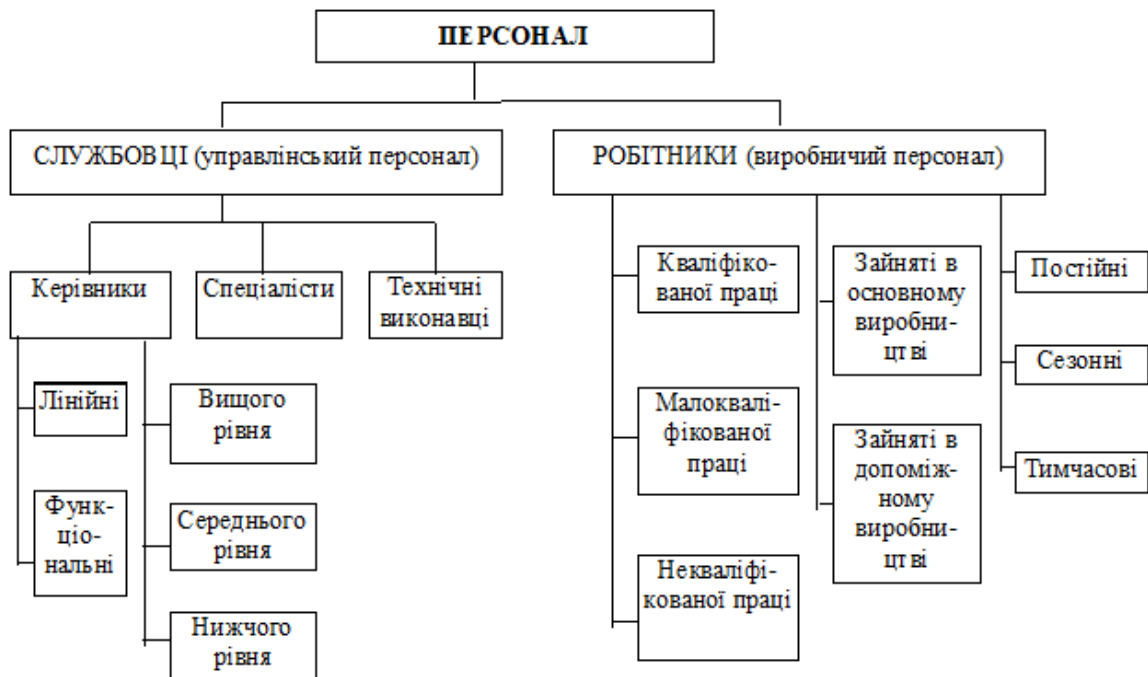 ПЕРСОНАЛ
СЛУЖБОВЦІ (управлінський персонал)
РОБІТНИКИ (виробничий персонал)
Керівники
Спеціалісти
Технічні
виконавці
Лінійні
Функ-
ціо-
нальні
Вищого
рівня
Середнього
рівня
Нижчого
рівня
Кваліфіко-
ваної праці
Малоквалі-
фікованої
праці
Некваліфі-
кованої праці
Зайняті в
основному
виробни-
цтві
Зайняті в
допоміж-
ному
виробни-
цтві
Постійні
Сезонні
Тимчасові